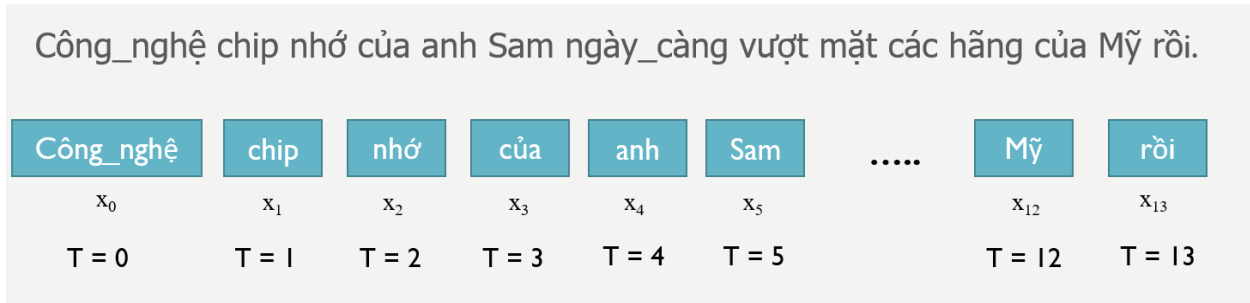 Công_nghệ chip nhớ của anh Sam ngày_càng vượt mặt các hãng của Mỹ rồi.
Công_nghệ chip nhớ của anh Sam ..... Mỹ rồi
x₀ x₁ x₂ x₃ x₄ x₅ x₁₂ x₁₃
T = 0 T = 1 T = 2 T = 3 T = 4 T = 5 T = 12 T = 13